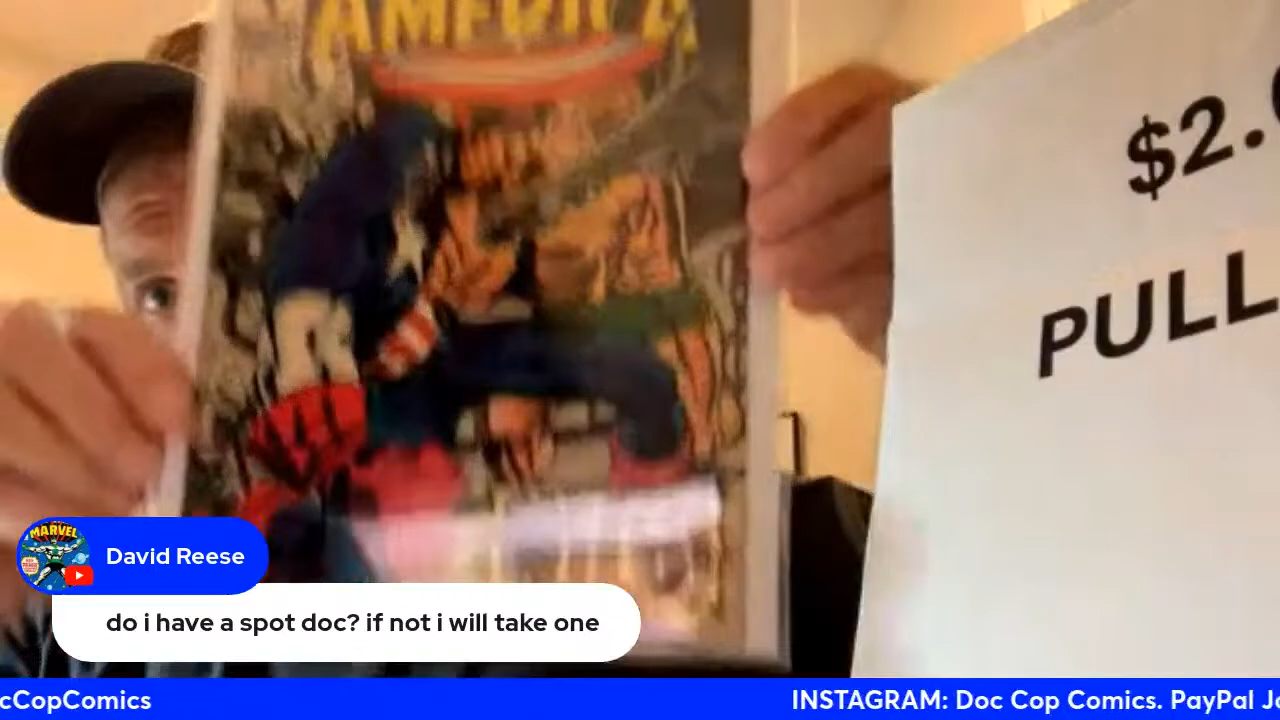 AMERICA
$2.
PULL
MARVEL
David Reese
do i have a spot doc? if not i will take one
cCopComics
INSTAGRAM: Doc Cop Comics. PayPal Jo